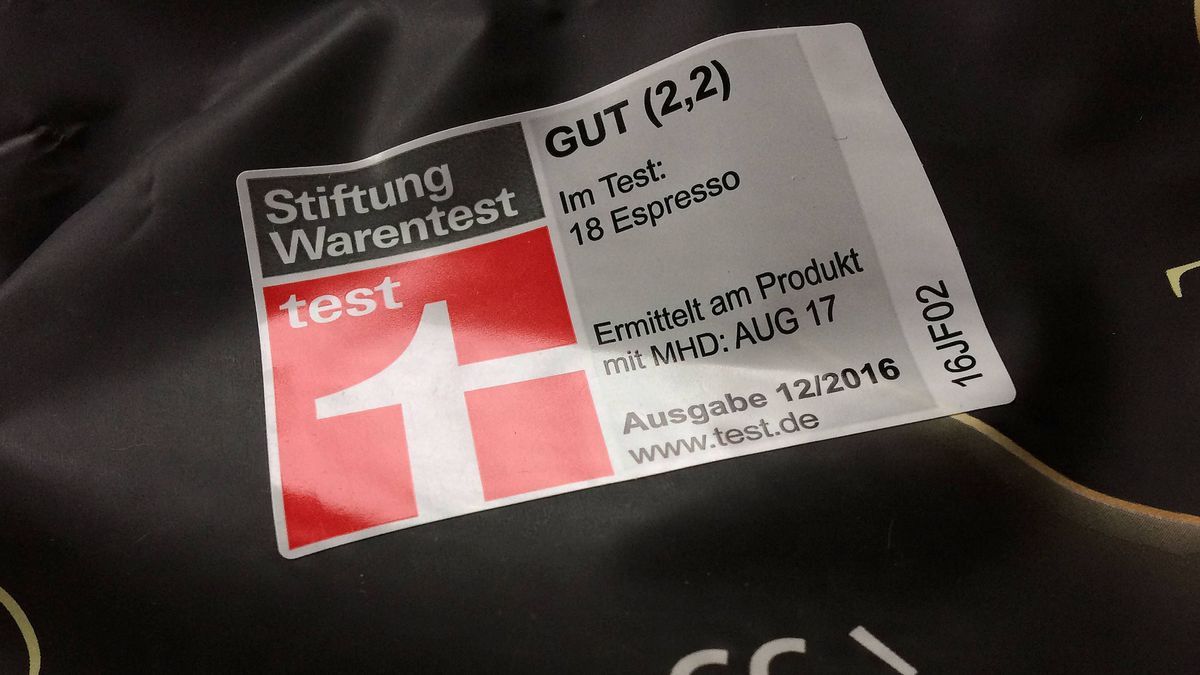 Stiftung
Warentest
test
GUT (2,2)
Im Test:
18 Espresso
Ermittelt am Produkt
mit MHD: AUG 17
Ausgabe 12/2016
www.test.de
16JF02